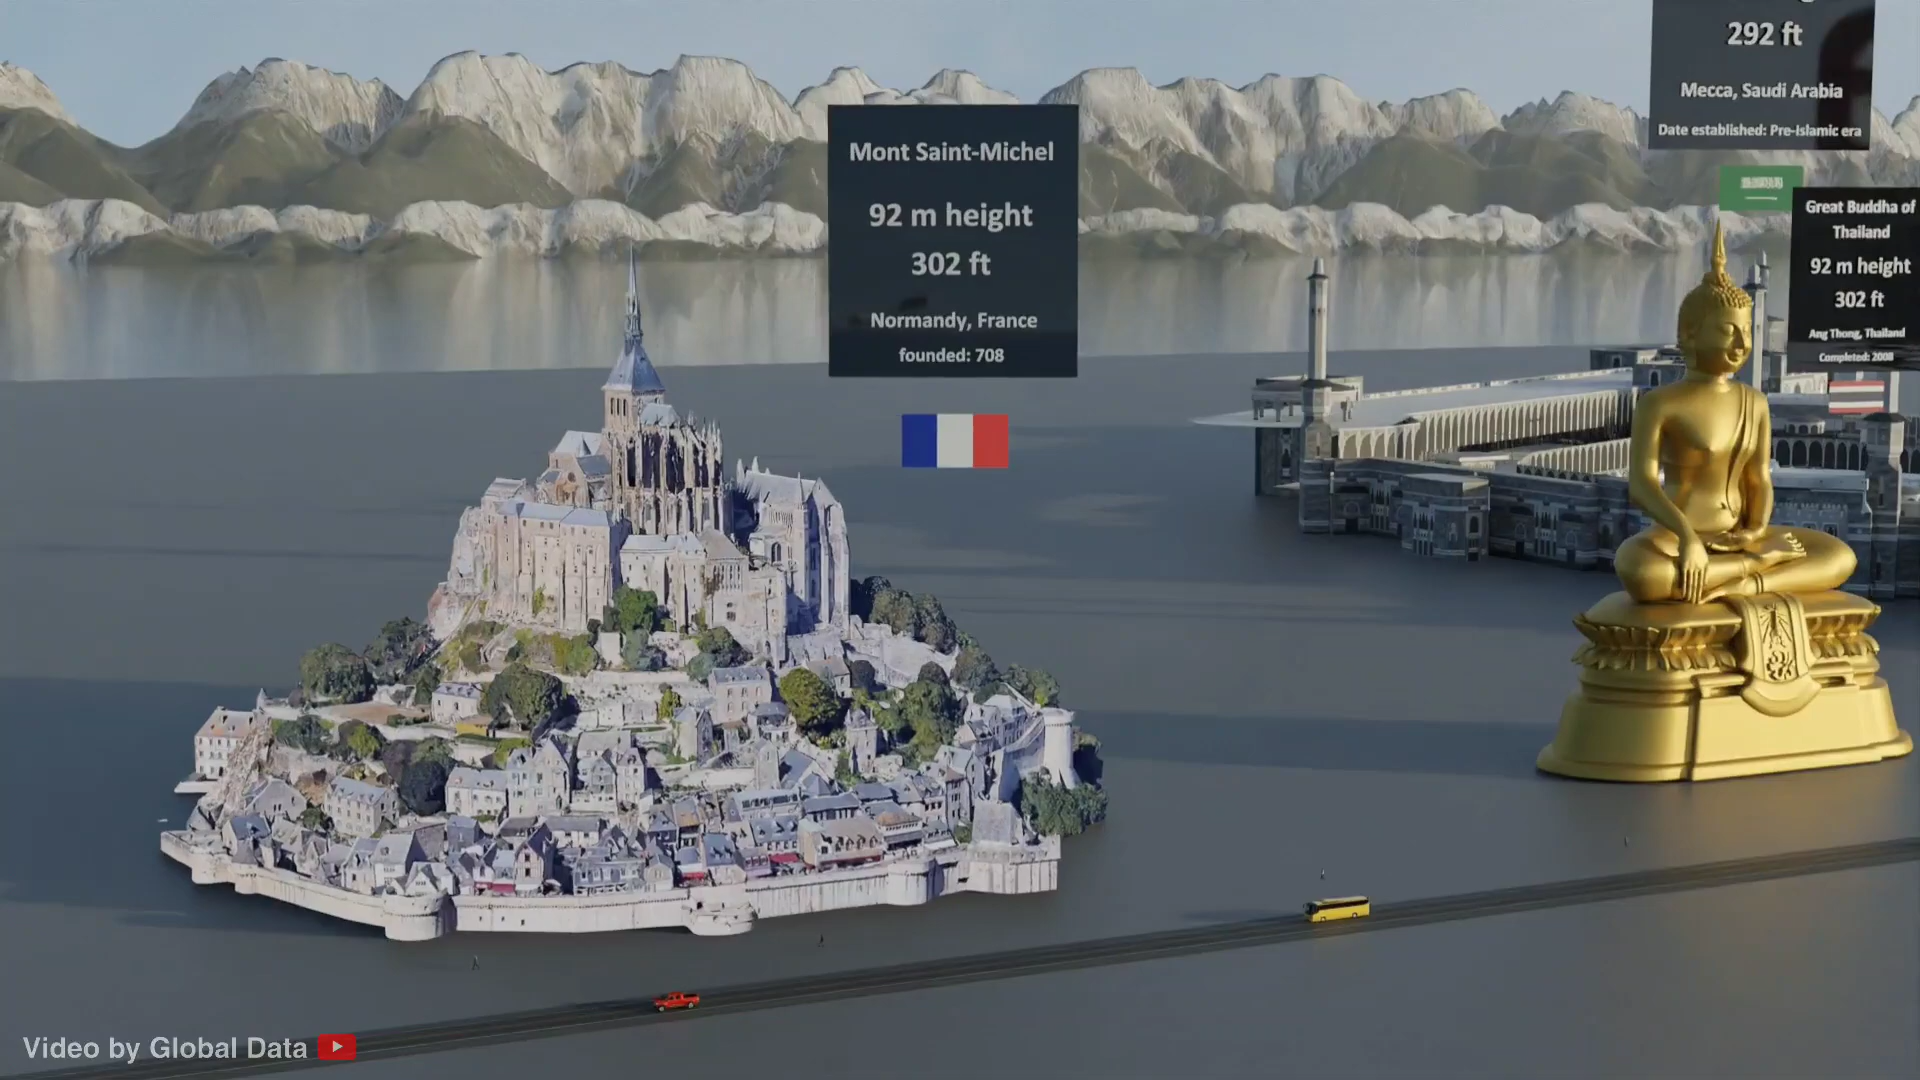 292 ft
Mecca, Saudi Arabia
Date established: Pre-Islamic era
Mont Saint-Michel
92 m height
302 ft
Normandy, France
founded: 708
Great Buddha of
Thailand
92 m height
302 ft
Ang Thong, Thailand
Completed: 2008
Video by Global Data